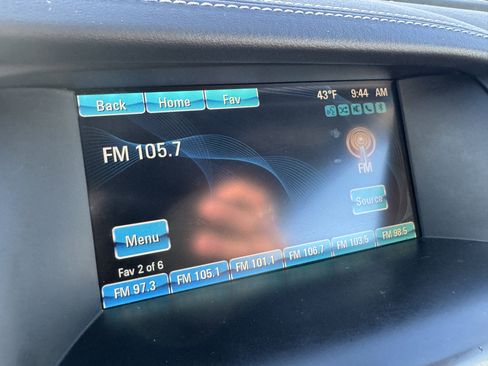 Back Home Fav 43°F 9:44 AM
FM 105.7
FM
Source
Menu
Fav 2 of 6
FM 97.3 FM 105.1 FM 101.1 FM 106.7 FM 103.5 FM 98.5